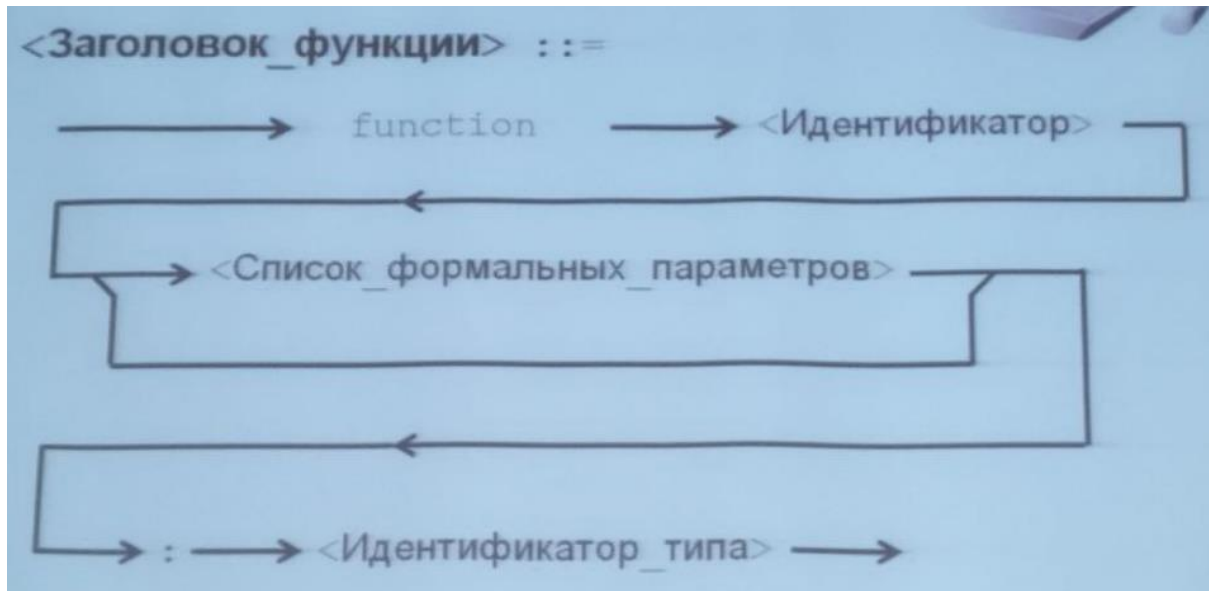 <Заголовок_функции> ::=
function <Идентификатор>
<Список_формальных_параметров>
: <Идентификатор_типа>